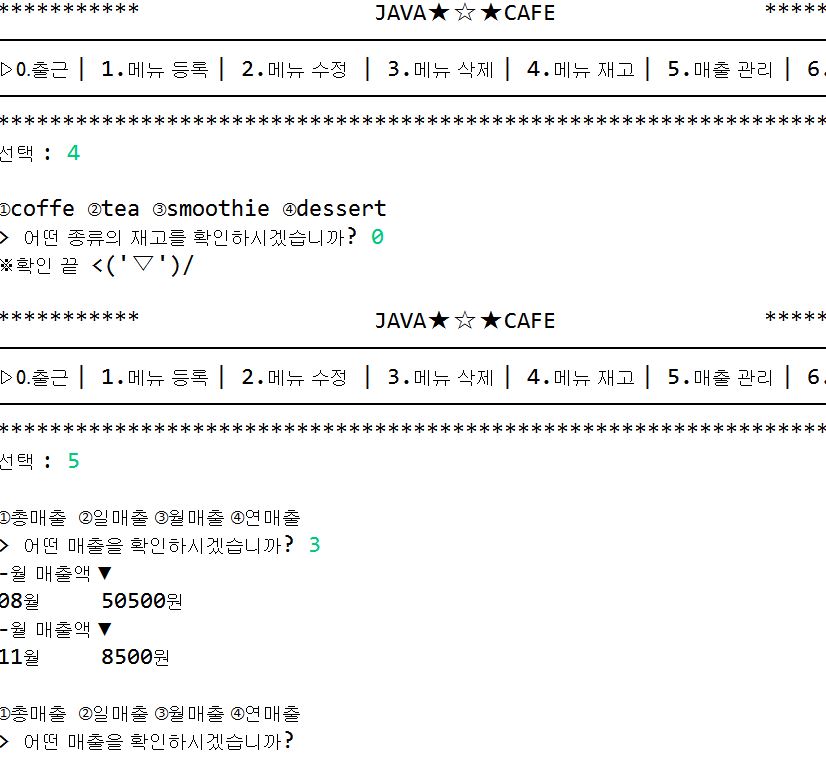 *********** JAVA★☆★CAFE *****
▷0.출근 | 1.메뉴 등록 | 2.메뉴 수정 | 3.메뉴 삭제 | 4.메뉴 재고 | 5.매출 관리 | 6.
****************************************************************
선택 : 4
①coffe ②tea ③smoothie ④dessert
> 어떤 종류의 재고를 확인하시겠습니까? 0
※확인 끝 <('▽')/
*********** JAVA★☆★CAFE *****
▷0.출근 | 1.메뉴 등록 | 2.메뉴 수정 | 3.메뉴 삭제 | 4.메뉴 재고 | 5.매출 관리 | 6.
****************************************************************
선택 : 5
①총매출 ②일매출 ③월매출 ④연매출
> 어떤 매출을 확인하시겠습니까? 3
-월 매출액 ▼
08월 50500원
-월 매출액 ▼
11월 8500원
①총매출 ②일매출 ③월매출 ④연매출
> 어떤 매출을 확인하시겠습니까?